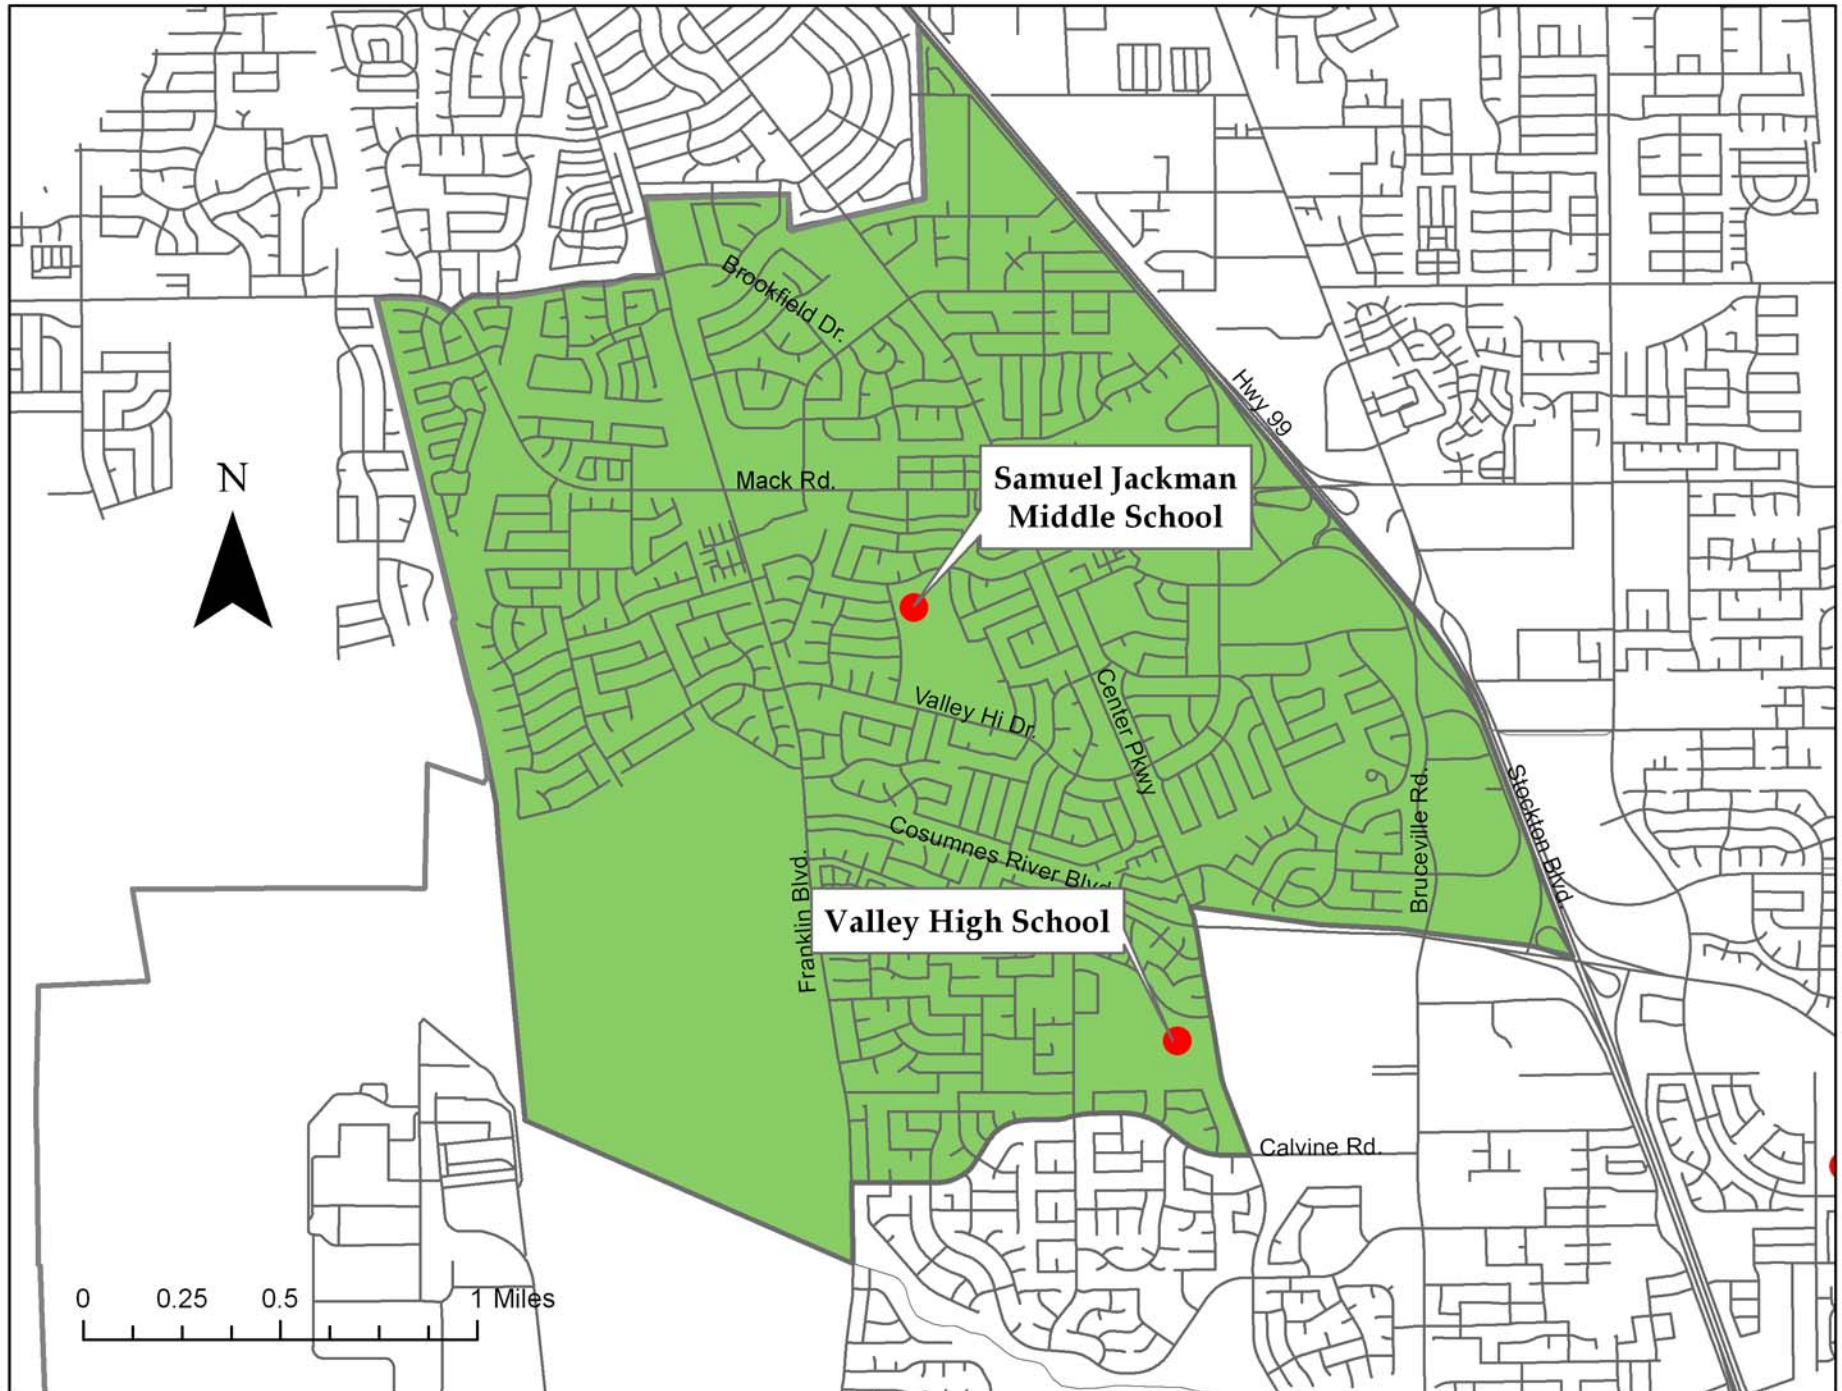 Brookfield Dr.
Hwy 99
Mack Rd.
Samuel Jackman
Middle School
N
Valley Hi Dr.
Center Pkwy
Bruceville Rd.
Stockton Blvd.
Cosumnes River Blvd
Franklin Blvd.
Valley High School
Calvine Rd.
0 0.25 0.5 1 Miles